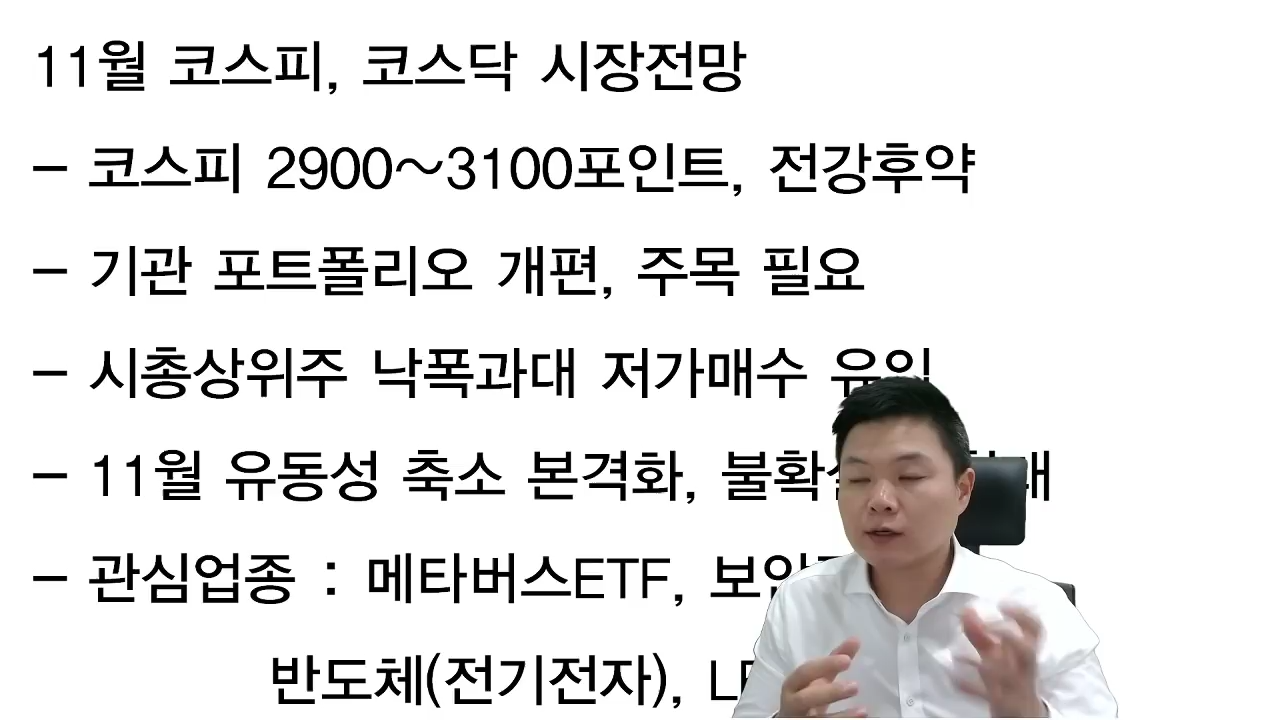 11월 코스피, 코스닥 시장전망
– 코스피 2900~3100포인트, 전강후약
– 기관 포트폴리오 개편, 주목 필요
– 시총상위주 낙폭과대 저가매수 유입
– 11월 유동성 축소 본격화,
– 관심업종 : 메타버스ETF,
반도체(전기전자),